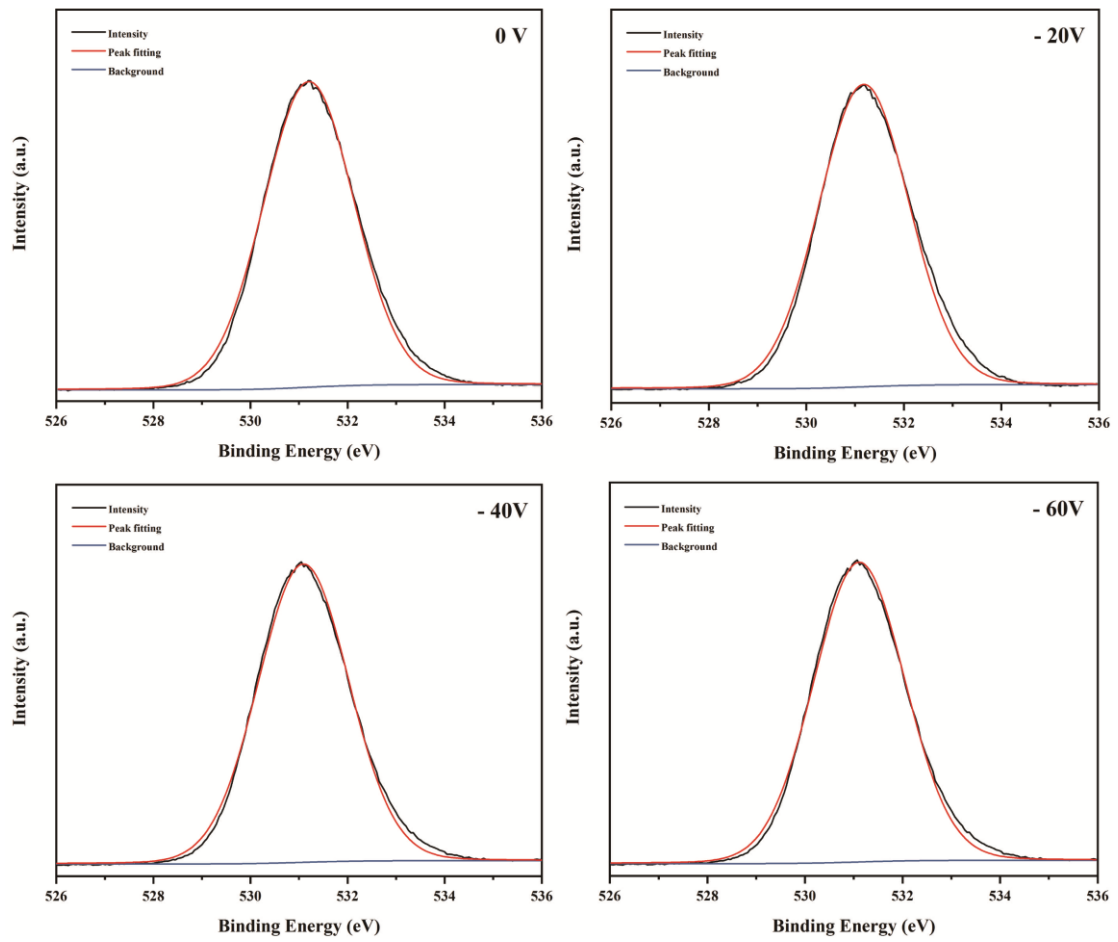 0 V
Intensity
Peak fitting
Background
Intensity (a.u.)
526 528 530 532 534 536
Binding Energy (eV)
- 20V
Intensity
Peak fitting
Background
Intensity (a.u.)
526 528 530 532 534 536
Binding Energy (eV)
- 40V
Intensity
Peak fitting
Background
Intensity (a.u.)
526 528 530 532 534 536
Binding Energy (eV)
- 60V
Intensity
Peak fitting
Background
Intensity (a.u.)
526 528 530 532 534 536
Binding Energy (eV)